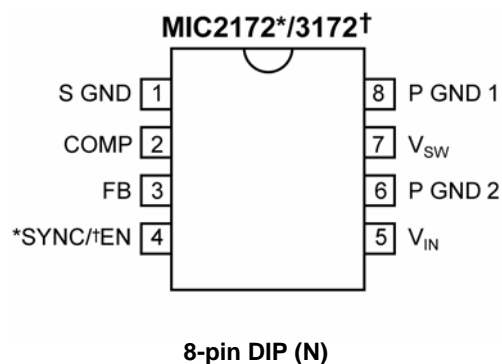 MIC2172*/3172†
S GND 1
COMP 2
FB 3
*SYNC/†EN 4
8 P GND 1
7 VSW
6 P GND 2
5 VIN
8-pin DIP (N)